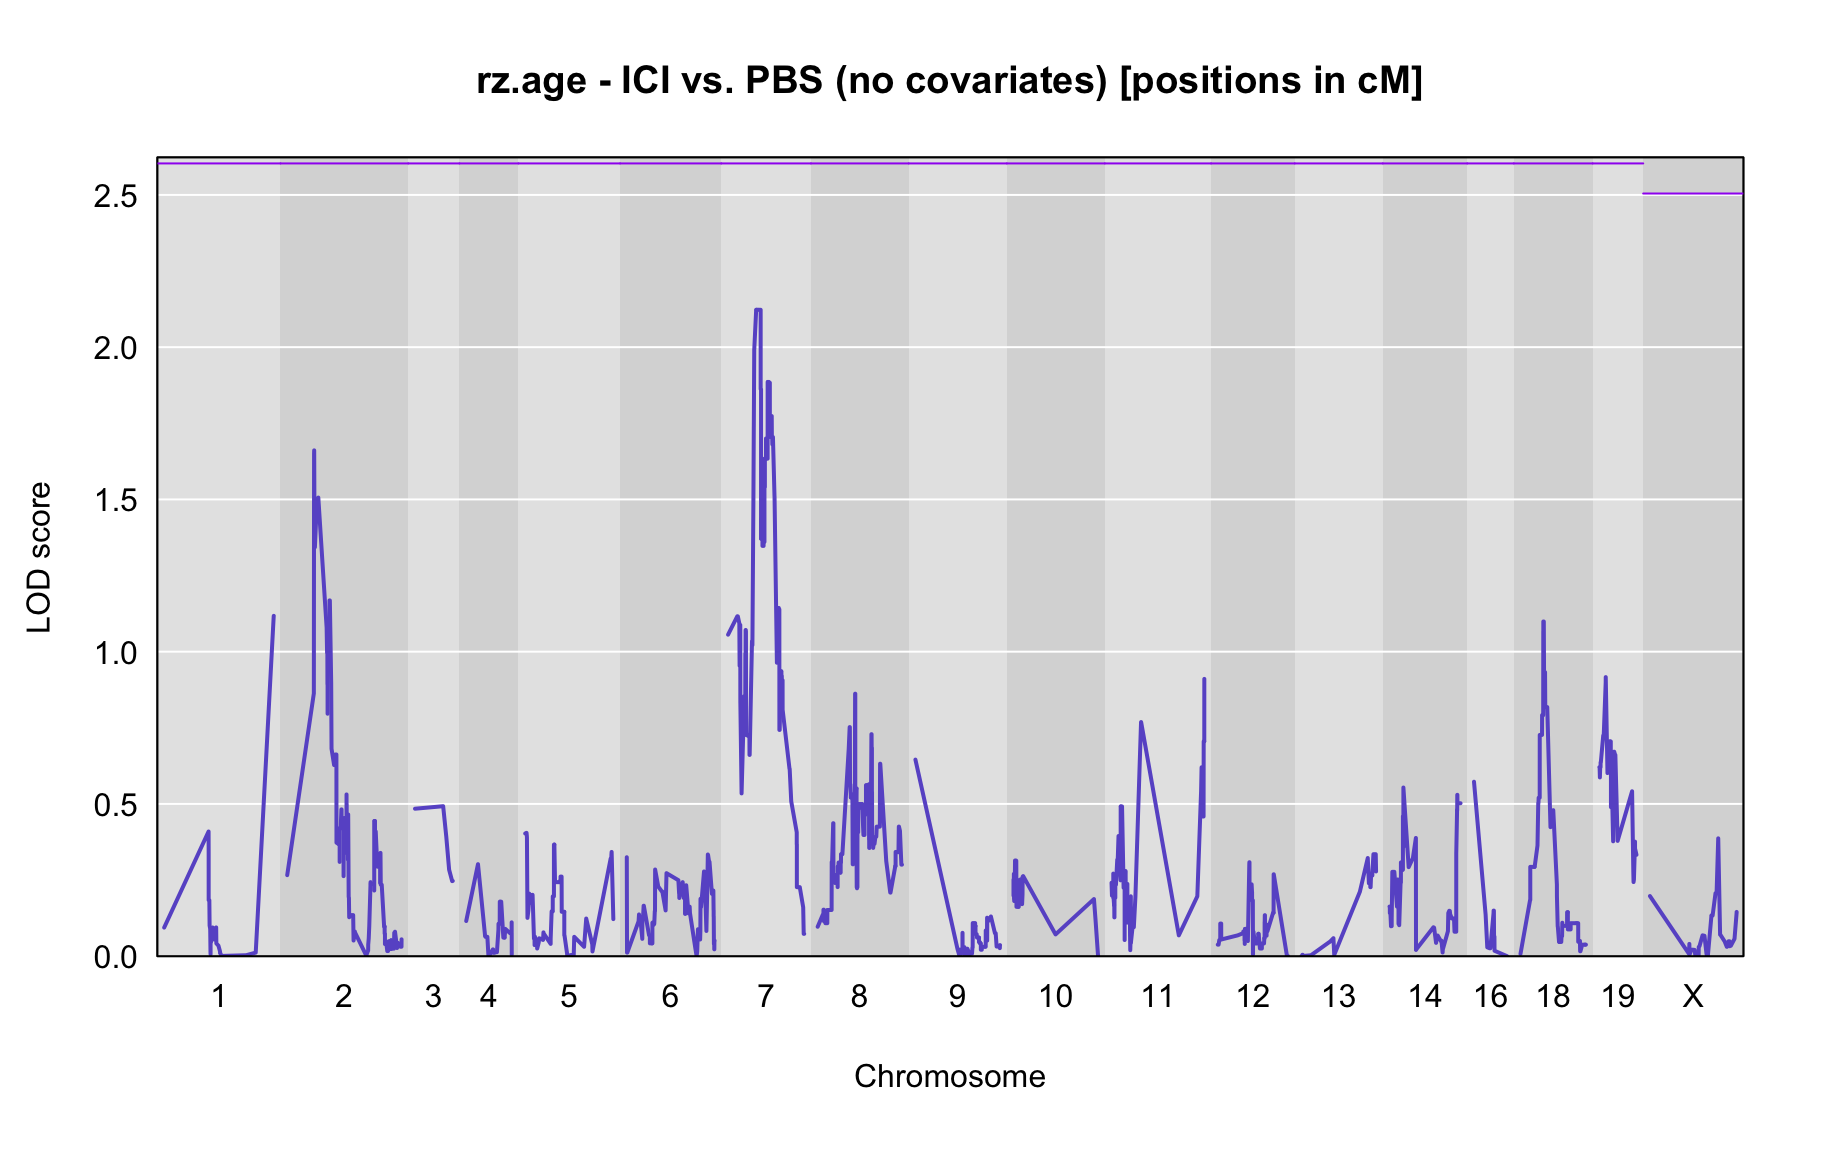 rz.age - ICI vs. PBS (no covariates) [positions in cM]
LOD score
2.5
2.0
1.5
1.0
0.5
0.0
1 2 3 4 5 6 7 8 9 10 11 12 13 14 16 18 19 X
Chromosome